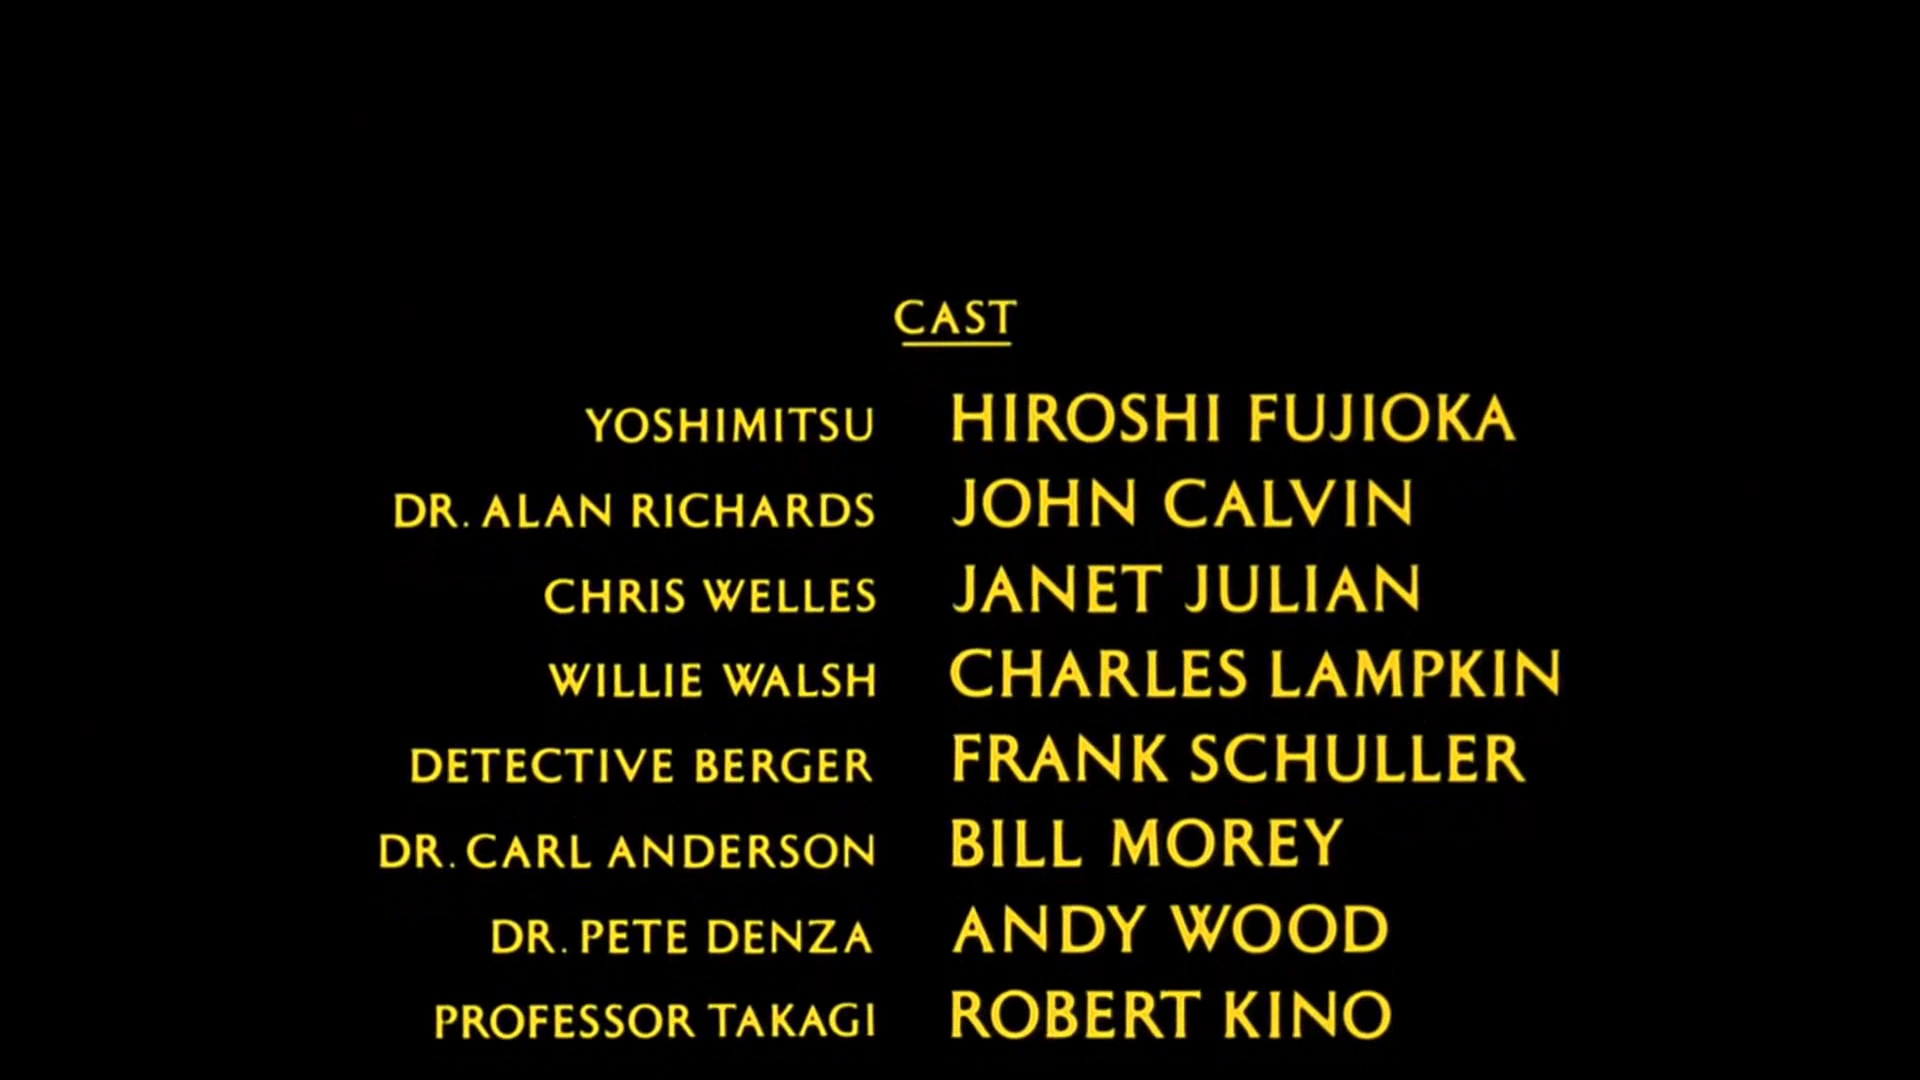 CAST
YOSHIMITSU HIROSHI FUJIOKA
DR. ALAN RICHARDS JOHN CALVIN
CHRIS WELLES JANET JULIAN
WILLIE WALSH CHARLES LAMPKIN
DETECTIVE BERGER FRANK SCHULLER
DR. CARL ANDERSON BILL MOREY
DR. PETE DENZA ANDY WOOD
PROFESSOR TAKAGI ROBERT KINO